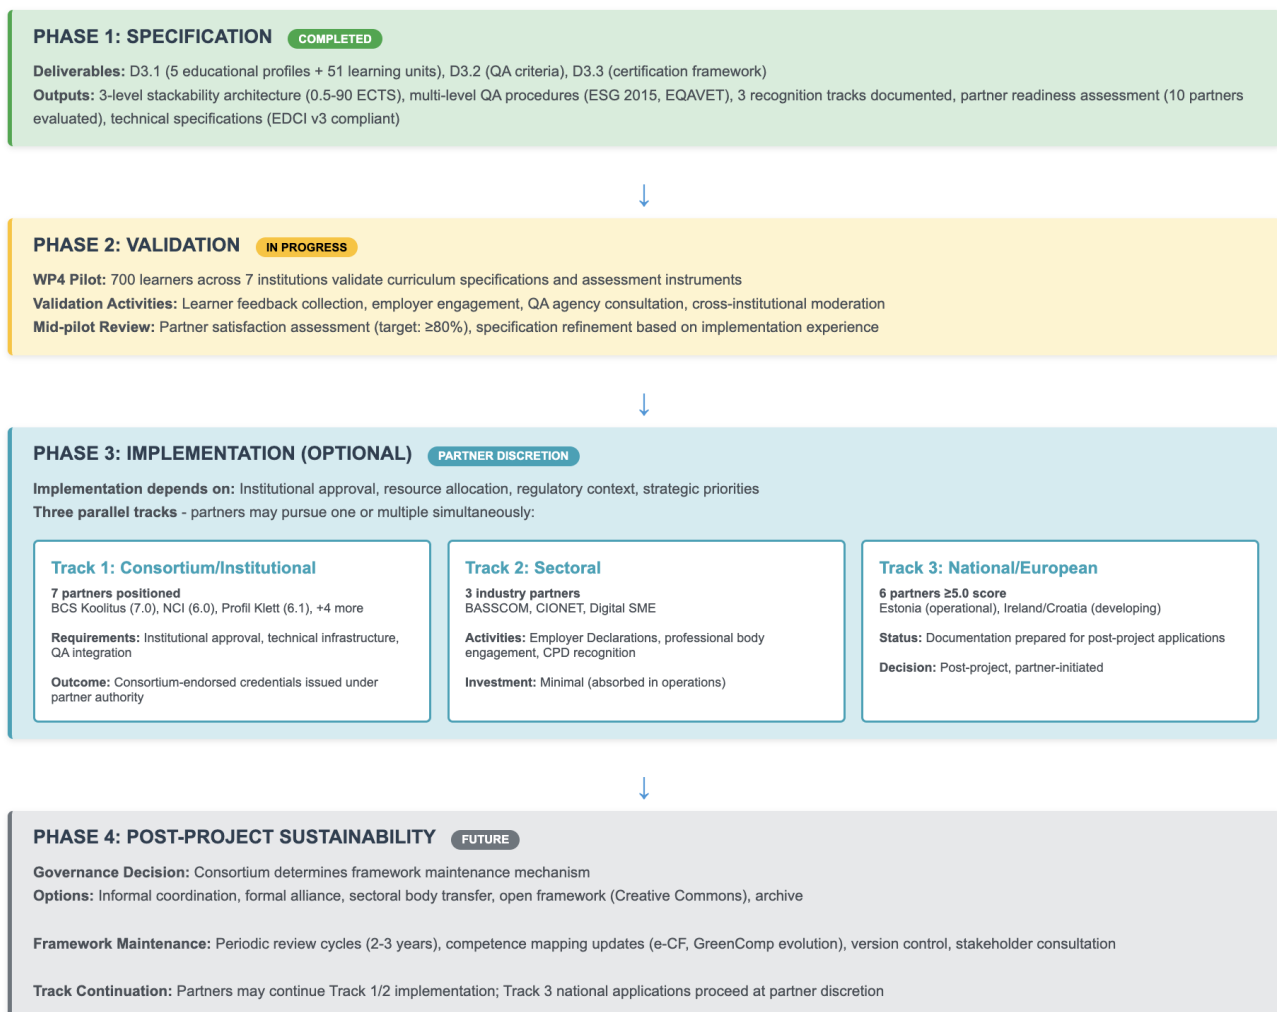 PHASE 1: SPECIFICATION COMPLETED
Deliverables: D3.1 (5 educational profiles + 51 learning units), D3.2 (QA criteria), D3.3 (certification framework)
Outputs: 3-level stackability architecture (0.5-90 ECTS), multi-level QA procedures (ESG 2015, EQAVET), 3 recognition tracks documented, partner readiness assessment (10 partners
evaluated), technical specifications (EDCI v3 compliant)
↓
PHASE 2: VALIDATION IN PROGRESS
WP4 Pilot: 700 learners across 7 institutions validate curriculum specifications and assessment instruments
Validation Activities: Learner feedback collection, employer engagement, QA agency consultation, cross-institutional moderation
Mid-pilot Review: Partner satisfaction assessment (target: ≥80%), specification refinement based on implementation experience
↓
PHASE 3: IMPLEMENTATION (OPTIONAL) PARTNER DISCRETION
Implementation depends on: Institutional approval, resource allocation, regulatory context, strategic priorities
Three parallel tracks - partners may pursue one or multiple simultaneously:
Track 1: Consortium/Institutional
7 partners positioned
BCS Koolitus (7.0), NCI (6.0), Profil Klett (6.1), +4 more
Requirements: Institutional approval, technical infrastructure,
QA integration
Outcome: Consortium-endorsed credentials issued under
partner authority
Track 2: Sectoral
3 industry partners
BASSCOM, CIONET, Digital SME
Activities: Employer Declarations, professional body
engagement, CPD recognition
Investment: Minimal (absorbed in operations)
Track 3: National/European
6 partners ≥5.0 score
Estonia (operational), Ireland/Croatia (developing)
Status: Documentation prepared for post-project applications
Decision: Post-project, partner-initiated
↓
PHASE 4: POST-PROJECT SUSTAINABILITY FUTURE
Governance Decision: Consortium determines framework maintenance mechanism
Options: Informal coordination, formal alliance, sectoral body transfer, open framework (Creative Commons), archive
Framework Maintenance: Periodic review cycles (2-3 years), competence mapping updates (e-CF, GreenComp evolution), version control, stakeholder consultation
Track Continuation: Partners may continue Track 1/2 implementation; Track 3 national applications proceed at partner discretion